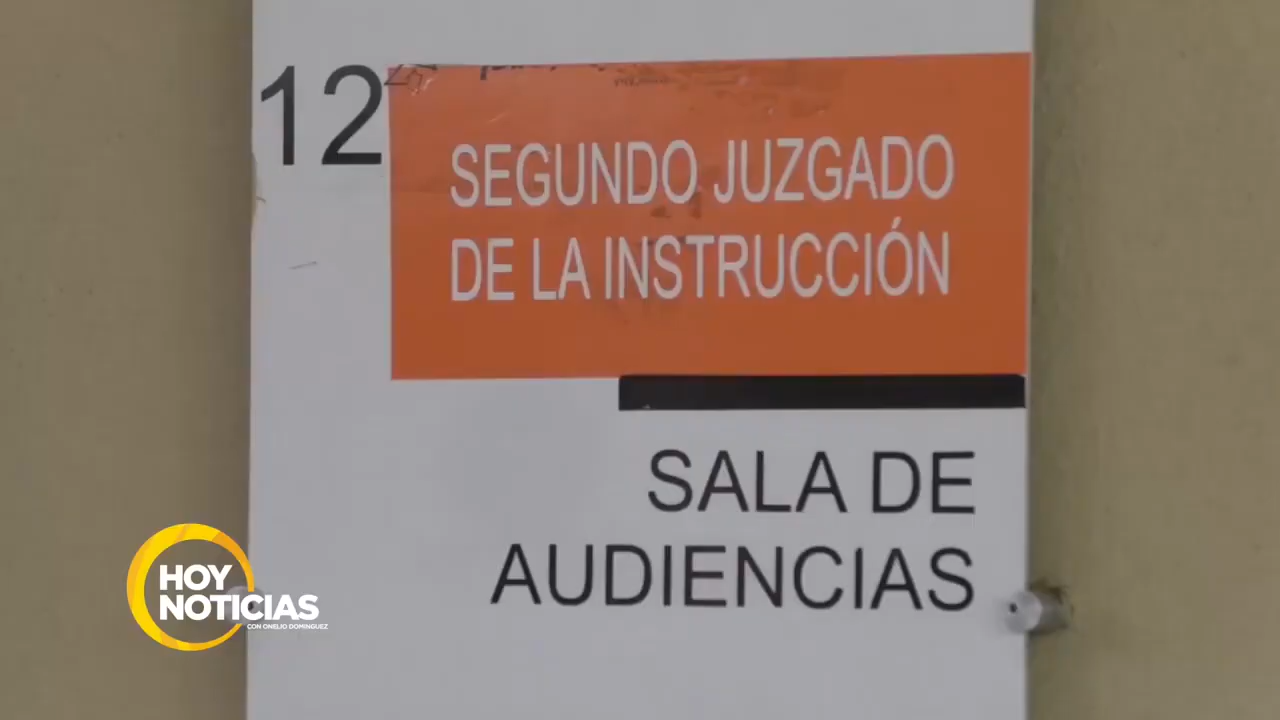 12
SEGUNDO JUZGADO
DE LA INSTRUCCIÓN
SALA DE
AUDIENCIAS
HOY
NOTICIAS
CON ONELIO DOMINGUEZ